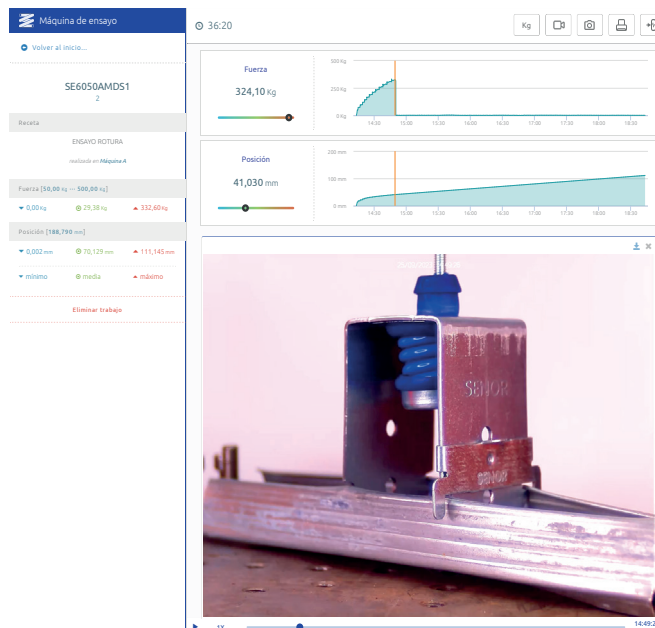 Máquina de ensayo
Volver al inicio...
SE6050AMDS1
2
Receta
ENSAYO ROTURA
realizado en Máquina A
Fuerza [50,00 Kg — 500,00 Kg]
0,00 Kg 29,38 Kg 332,60 Kg
Posición [188,790 mm]
0,002 mm 70,129 mm 111,145 mm
mínimo media máximo
Eliminar trabajo
36:20
Kg
Fuerza
324,10 Kg
500 Kg
250 Kg
0 Kg
14:30 15:00 15:30 16:00 16:30 17:00 17:30 18:00 18:30
Posición
41,030 mm
200 mm
100 mm
0 mm
14:30 15:00 15:30 16:00 16:30 17:00 17:30 18:00 18:30
SENOR
SENOR
1X
14:49:2